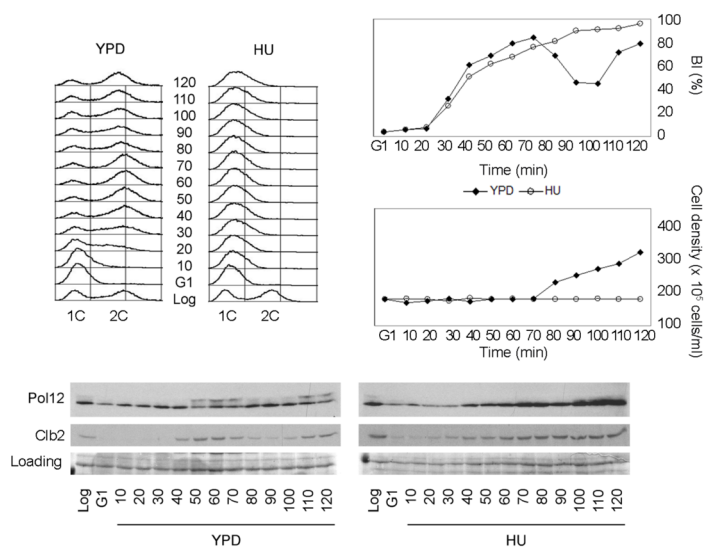 YPD HU
120
110
100
90
80
70
60
50
40
30
20
10
G1
Log
1C 2C 1C 2C
100
80
60
40
20
0
BI (%)
G1 10 20 30 40 50 60 70 80 90 100 110 120
Time (min)
YPD HU
400
300
200
100
Cell density (x 10⁵ cells/ml)
G1 10 20 30 40 50 60 70 80 90 100 110 120
Time (min)
Pol12
Clb2
Loading
Log G1 10 20 30 40 50 60 70 80 90 100 110 120
YPD
Log G1 10 20 30 40 50 60 70 80 90 100 110 120
HU